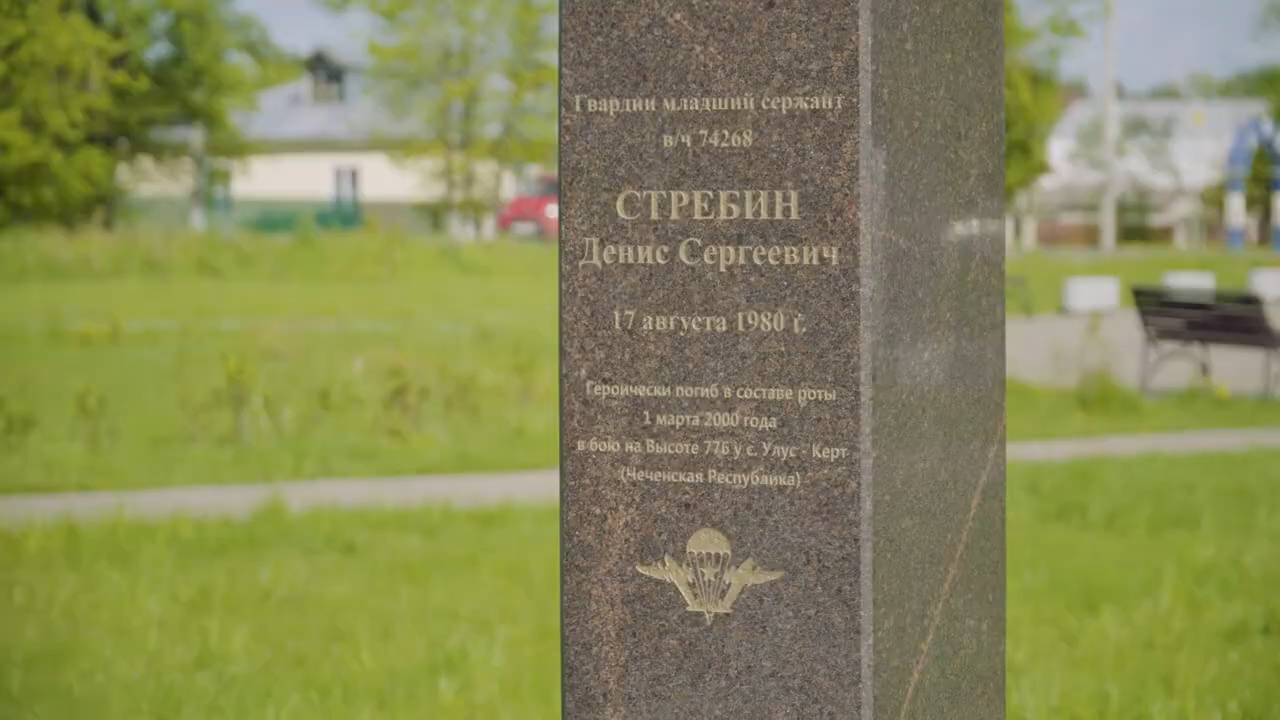 Гвардии младший сержант
в/ч 74268
СТРЕБИН
Денис Сергеевич
17 августа 1980 г.
Героически погиб в составе роты
1 марта 2000 года
в бою на Высоте 776 у с. Улус - Керт
(Чеченская Республика)